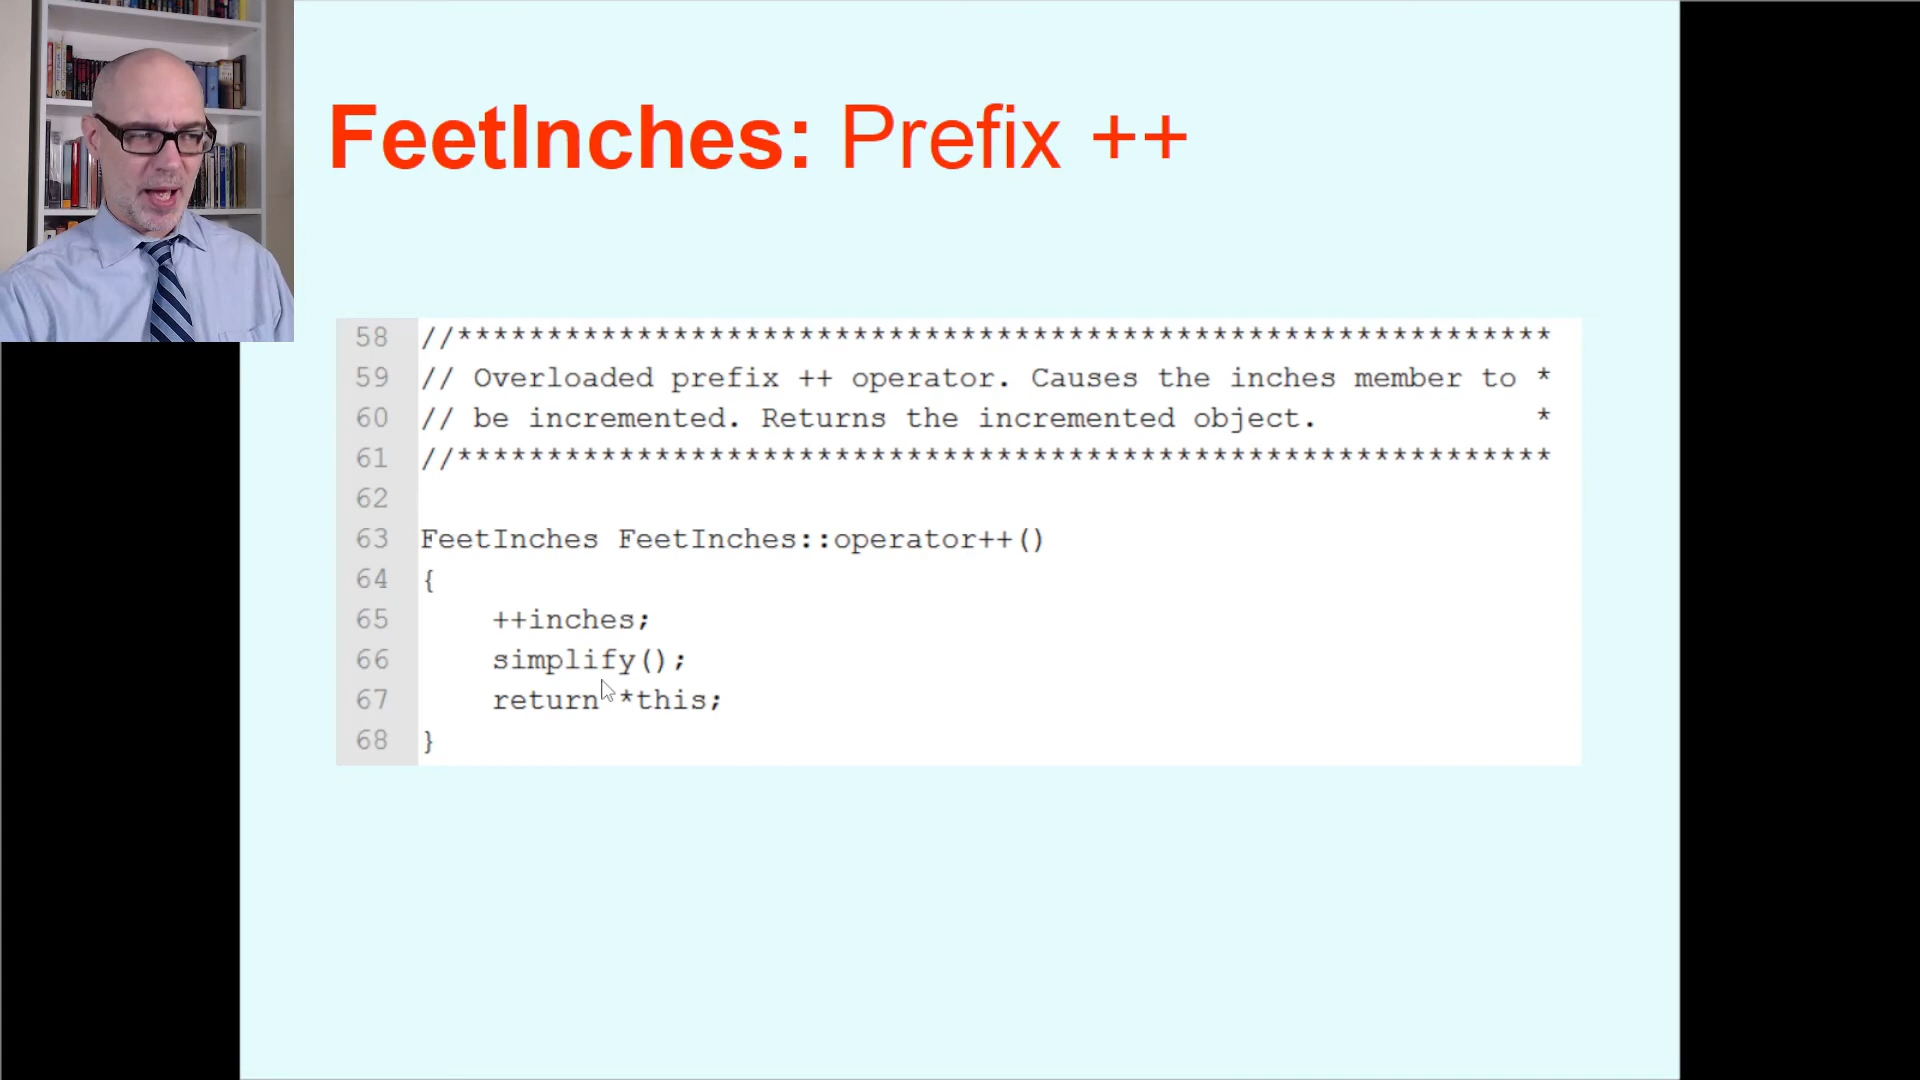 FeetInches: Prefix ++
58 //*************************************************************
59 // Overloaded prefix ++ operator. Causes the inches member to *
60 // be incremented. Returns the incremented object.            *
61 //*************************************************************
62
63 FeetInches FeetInches::operator++()
64 {
65     ++inches;
66     simplify();
67     return *this;
68 }